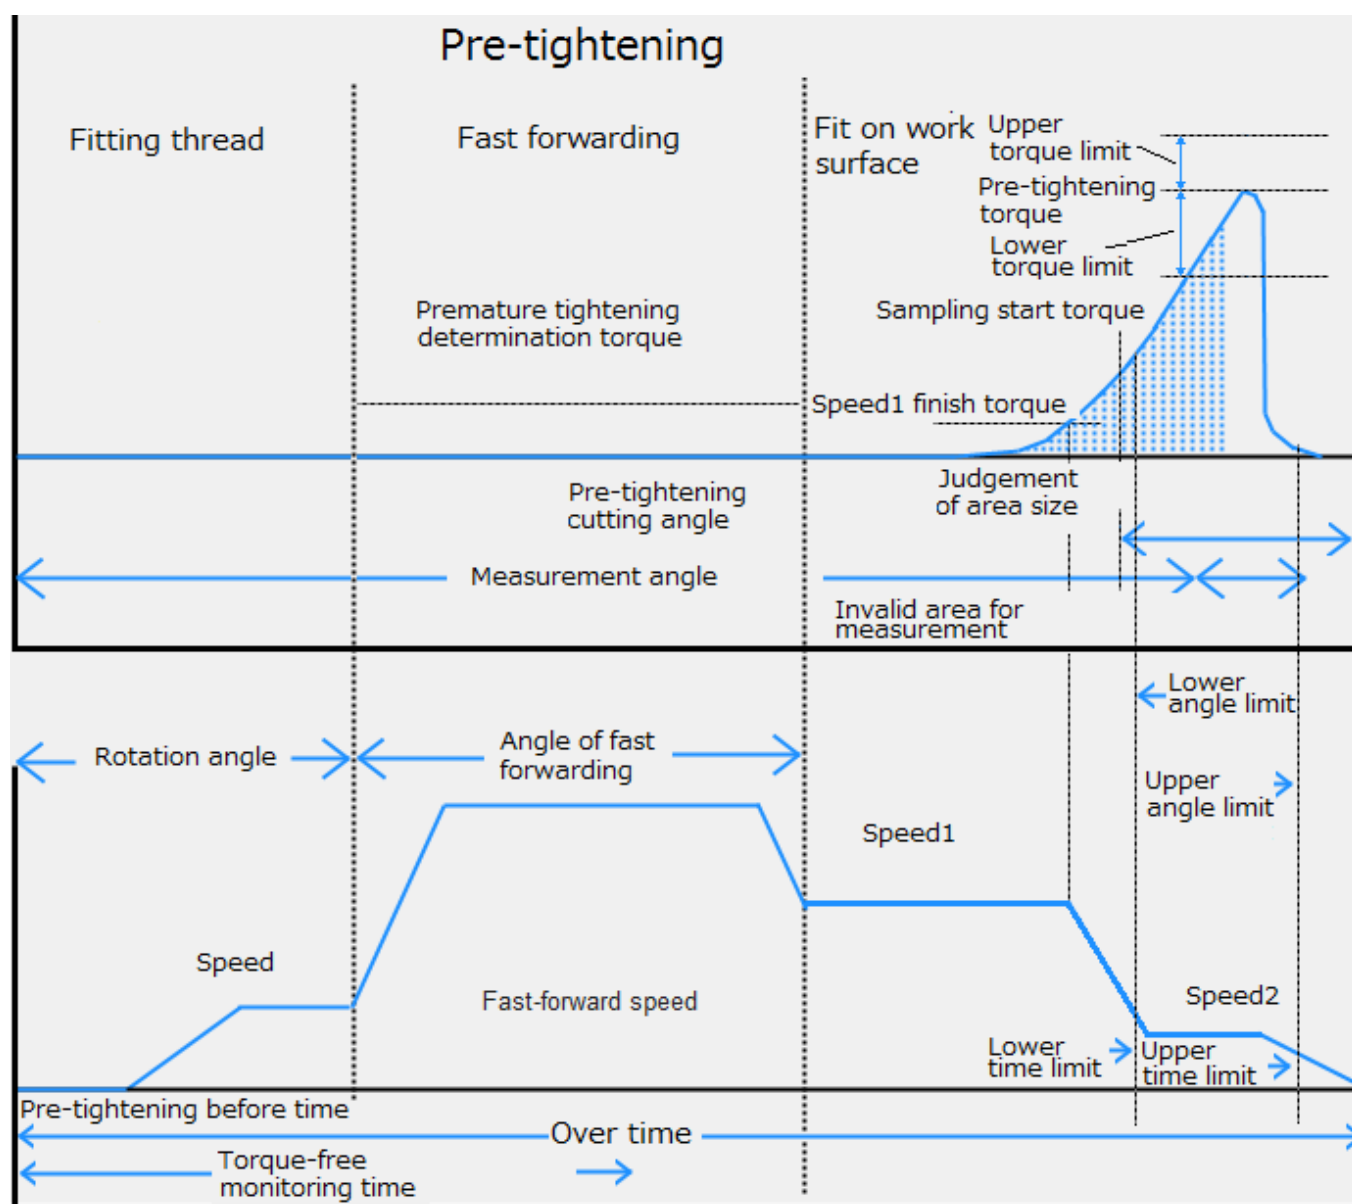 Pre-tightening
Fitting thread
Fast forwarding
Fit on work
surface
Upper
torque limit
Pre-tightening
torque
Lower
torque limit
Premature tightening
determination torque
Sampling start torque
Speed1 finish torque
Pre-tightening
cutting angle
Judgement
of area size
Measurement angle
Invalid area for
measurement
Lower
angle limit
Rotation angle
Angle of fast
forwarding
Upper
angle limit
Speed1
Speed
Fast-forward speed
Speed2
Lower
time limit
Upper
time limit
Pre-tightening before time
Over time
Torque-free
monitoring time